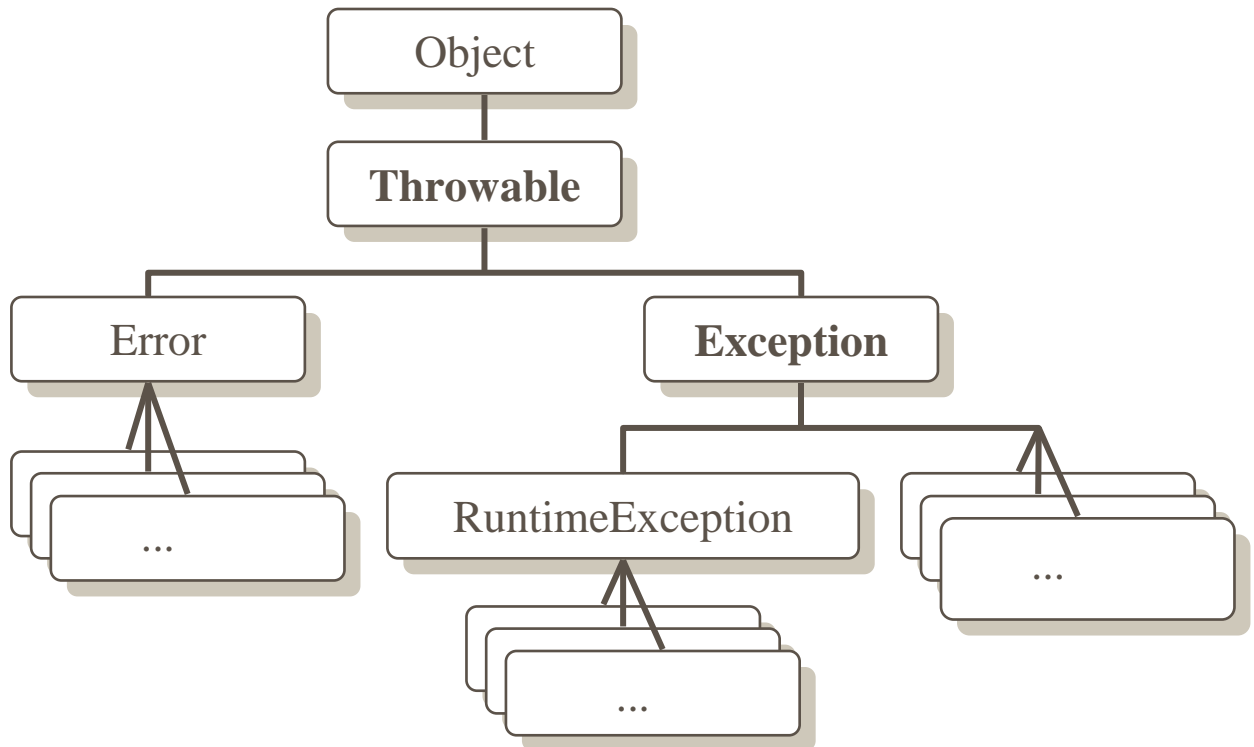 Object
Throwable
Error
Exception
...
RuntimeException
...
...